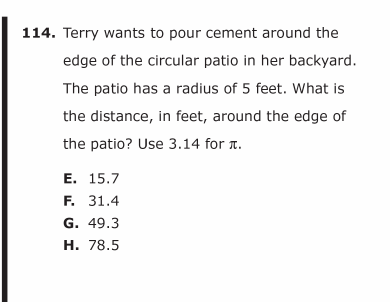 114. Terry wants to pour cement around the
edge of the circular patio in her backyard.
The patio has a radius of 5 feet. What is
the distance, in feet, around the edge of
the patio? Use 3.14 for π.
E. 15.7
F. 31.4
G. 49.3
H. 78.5